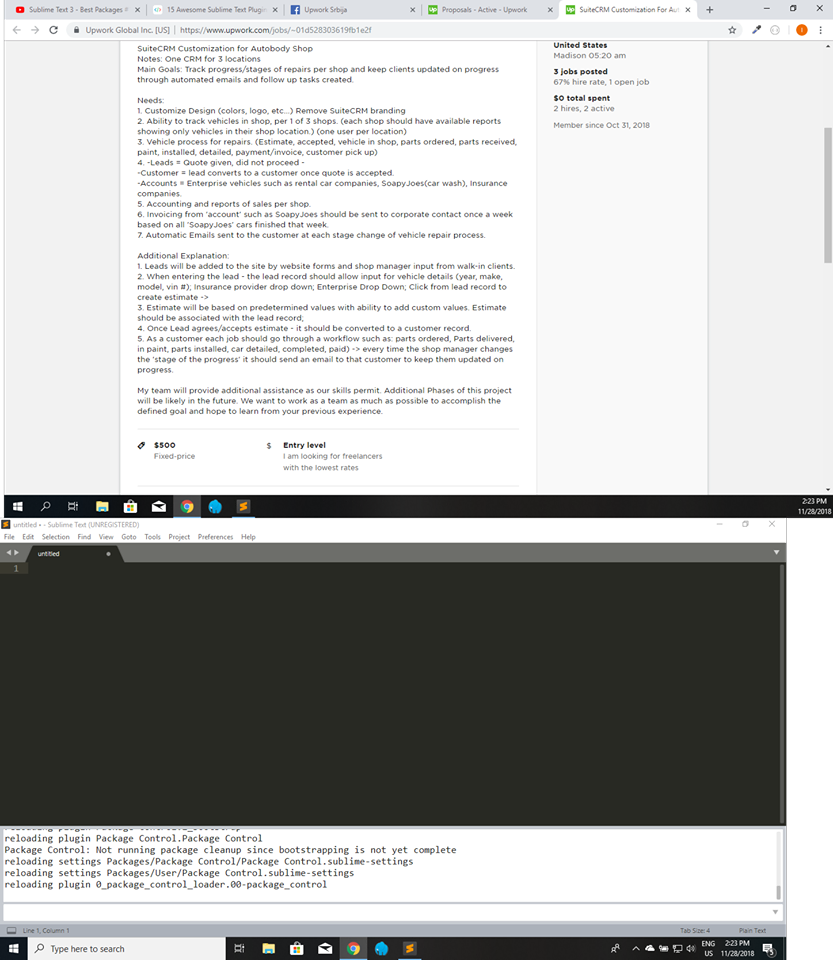 Sublime Text 3 - Best Packages
15 Awesome Sublime Text Plugin
Upwork Srbija
Proposals - Active - Upwork
SuiteCRM Customization For Au
Upwork Global Inc. [US] | https://www.upwork.com/jobs/~01d528303619fb1e2f
SuiteCRM Customization for Autobody Shop
Notes: One CRM for 3 locations
Main Goals: Track progress/stages of repairs per shop and keep clients updated on progress
through automated emails and follow up tasks created.
Needs:
1. Customize Design (colors, logo, etc...) Remove SuiteCRM branding
2. Ability to track vehicles in shop, per 1 of 3 shops. (each shop should have available reports
showing only vehicles in their shop location.) (one user per location)
3. Vehicle process for repairs. (Estimate, accepted, vehicle in shop, parts ordered, parts received,
paint, installed, detailed, payment/invoice, customer pick up)
4. -Leads = Quote given, did not proceed -
-Customer = lead converts to a customer once quote is accepted.
-Accounts = Enterprise vehicles such as rental car companies, SoapyJoes(car wash), Insurance
companies.
5. Accounting and reports of sales per shop.
6. Invoicing from 'account' such as SoapyJoes should be sent to corporate contact once a week
based on all 'SoapyJoes' cars finished that week.
7. Automatic Emails sent to the customer at each stage change of vehicle repair process.
Additional Explanation:
1. Leads will be added to the site by website forms and shop manager input from walk-in clients.
2. When entering the lead - the lead record should allow input for vehicle details (year, make,
model, vin #); Insurance provider drop down; Enterprise Drop Down; Click from lead record to
create estimate ->
3. Estimate will be based on predetermined values with ability to add custom values. Estimate
should be associated with the lead record;
4. Once Lead agrees/accepts estimate - it should be converted to a customer record.
5. As a customer each job should go through a workflow such as: parts ordered, Parts delivered,
in paint, parts installed, car detailed, completed, paid) -> every time the shop manager changes
the 'stage of the progress' it should send an email to that customer to keep them updated on
progress.
My team will provide additional assistance as our skills permit. Additional Phases of this project
will be likely in the future. We want to work as a team as much as possible to accomplish the
defined goal and hope to learn from your previous experience.
$500
Fixed-price
$ Entry level
I am looking for freelancers
with the lowest rates
United States
Madison 05:20 am
3 jobs posted
67% hire rate, 1 open job
$0 total spent
2 hires, 2 active
Member since Oct 31, 2018
2:23 PM
11/28/2018
untitled • - Sublime Text (UNREGISTERED)
File Edit Selection Find View Goto Tools Project Preferences Help
untitled
1
reloading plugin Package Control.Package Control
Package Control: Not running package cleanup since bootstrapping is not yet complete
reloading settings Packages/Package Control/Package Control.sublime-settings
reloading settings Packages/User/Package Control.sublime-settings
reloading plugin 0_package_control_loader.00-package_control
Line 1, Column 1
Tab Size: 4
Plain Text
Type here to search
ENG
US
2:23 PM
11/28/2018